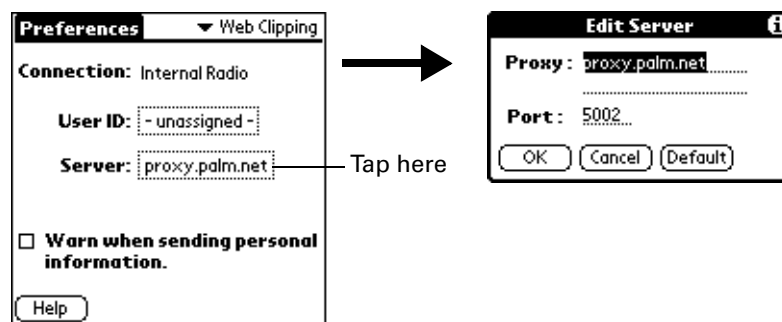 Preferences
Web Clipping
Connection: Internal Radio
User ID: - unassigned -
Server: proxy.palm.net
Tap here
Warn when sending personal
information.
Help
Edit Server
i
Proxy: proxy.palm.net
Port: 5002
OK Cancel Default